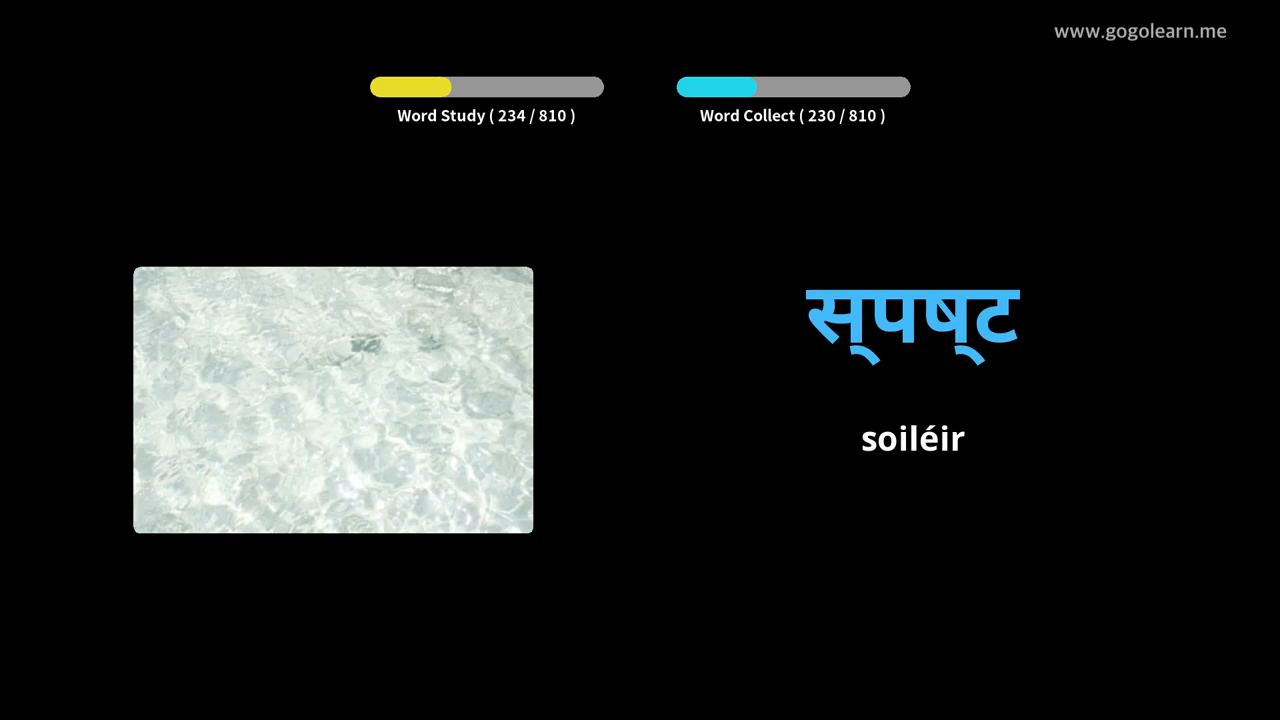 www.gogolearn.me
Word Study ( 234 / 810 )
Word Collect ( 230 / 810 )
स्पष्ट
soiléir